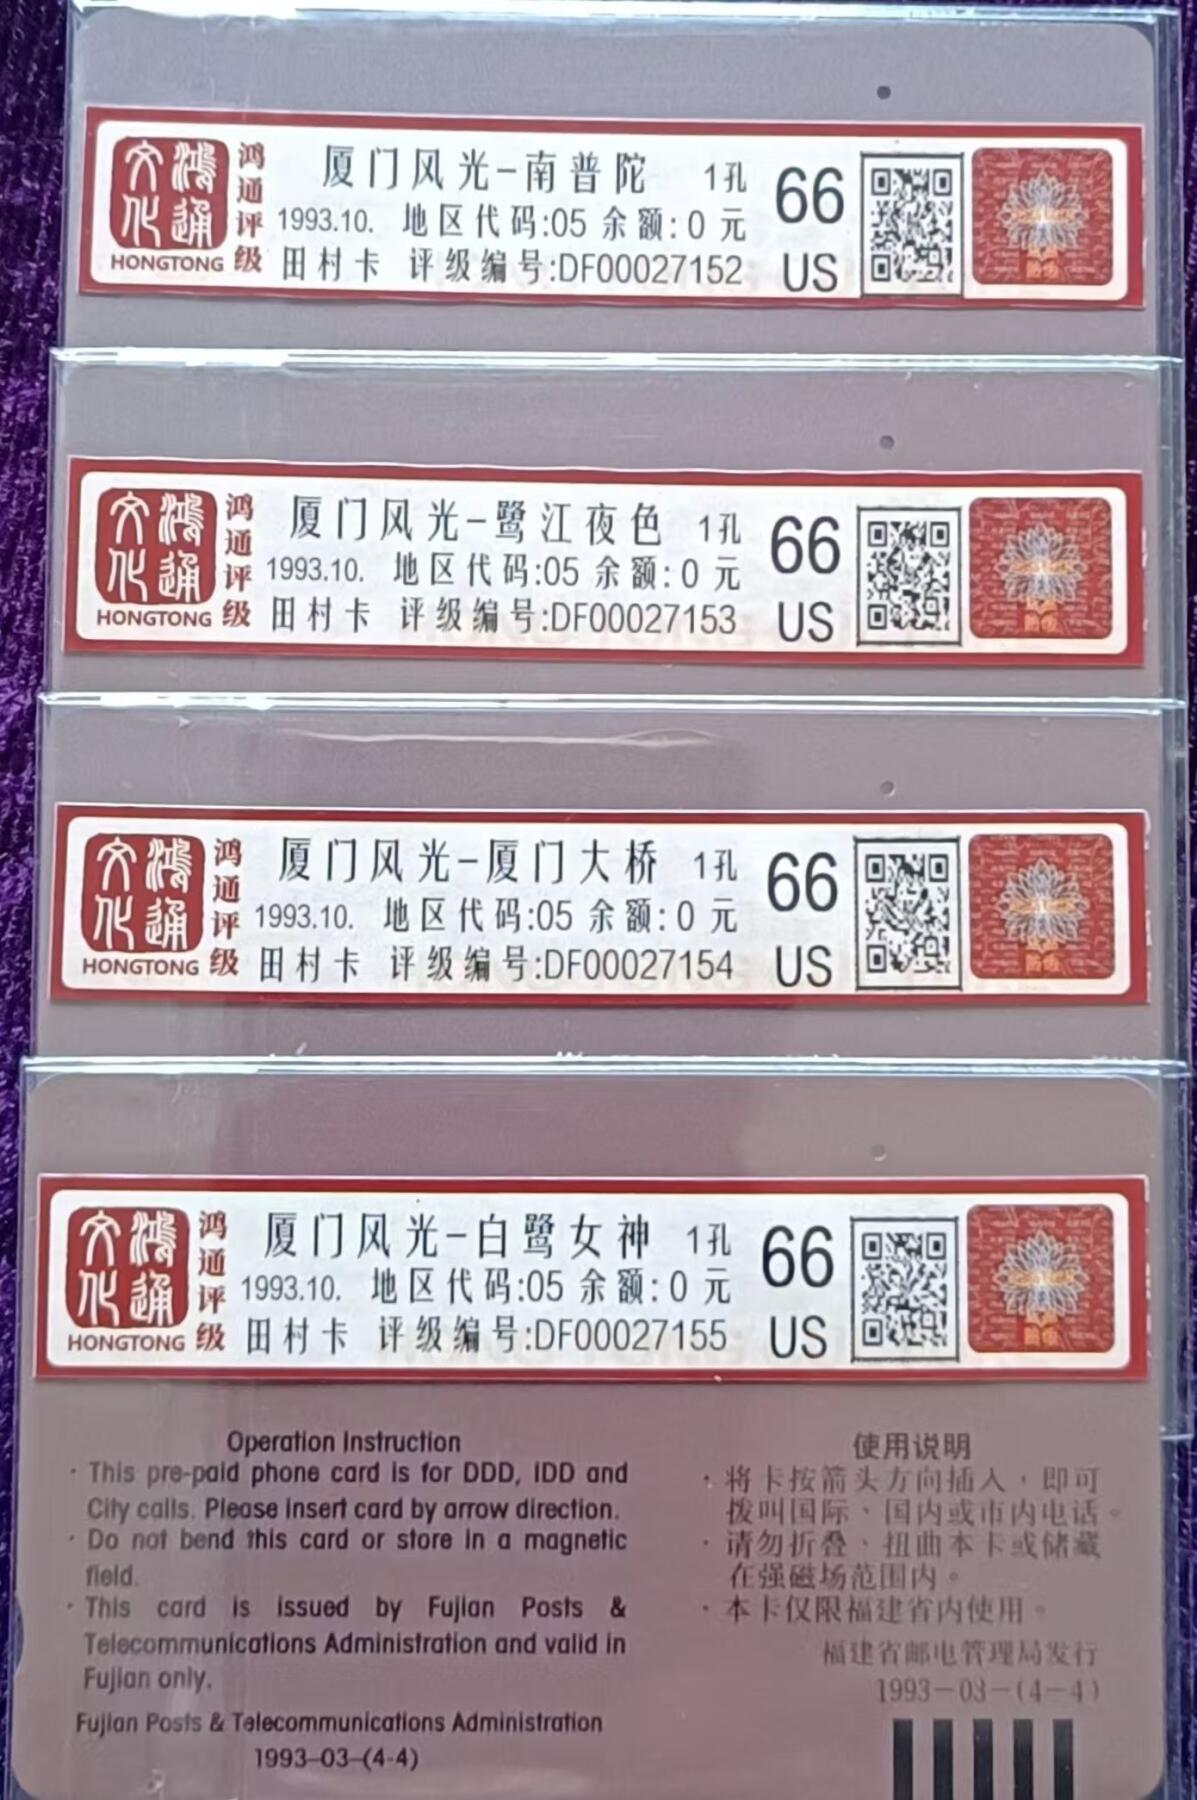 鸿通文化
HONGTONG
鸿通评级
厦门风光-南普陀 1孔
1993.10. 地区代码:05 余额:0 元
田村卡 评级编号:DF00027152
66
US
鸿通文化
HONGTONG
鸿通评级
厦门风光-鹭江夜色 1孔
1993.10. 地区代码:05 余额:0 元
田村卡 评级编号:DF00027153
66
US
鸿通文化
HONGTONG
鸿通评级
厦门风光-厦门大桥 1孔
1993.10. 地区代码:05 余额:0 元
田村卡 评级编号:DF00027154
66
US
鸿通文化
HONGTONG
鸿通评级
厦门风光-白鹭女神 1孔
1993.10. 地区代码:05 余额:0 元
田村卡 评级编号:DF00027155
66
US
Operation Instruction
· This pre-paid phone card is for DDD, IDD and
City calls. Please insert card by arrow direction.
· Do not bend this card or store in a magnetic
field.
· This card is issued by Fujian Posts &
Telecommunications Administration and valid in
Fujian only.
Fujian Posts & Telecommunications Administration
1993-03-(4-4)
使用说明
· 将卡按箭头方向插入，即可
拨叫国际、国内或市内电话。
· 请勿折叠、扭曲本卡或储藏
在强磁场范围内。
· 本卡仅限福建省内使用。
福建省邮电管理局发行
1993-03-(4-4)